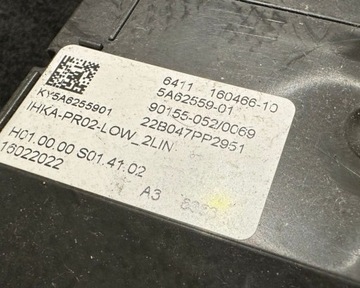 6411 160466-10
5A62559-01
KY5A6255901
90155-052/0069
IHKA-PR02-LOW_2LIN
22B047PP2951
H01.00.00 S01.41.02
16022022
A3